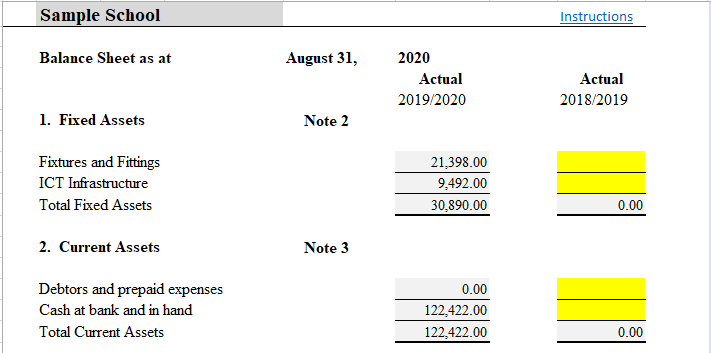 Sample School Instructions
Balance Sheet as at August 31, 2020
Actual Actual
2019/2020 2018/2019
1. Fixed Assets Note 2
Fixtures and Fittings 21,398.00
ICT Infrastructure 9,492.00
Total Fixed Assets 30,890.00 0.00
2. Current Assets Note 3
Debtors and prepaid expenses 0.00
Cash at bank and in hand 122,422.00
Total Current Assets 122,422.00 0.00